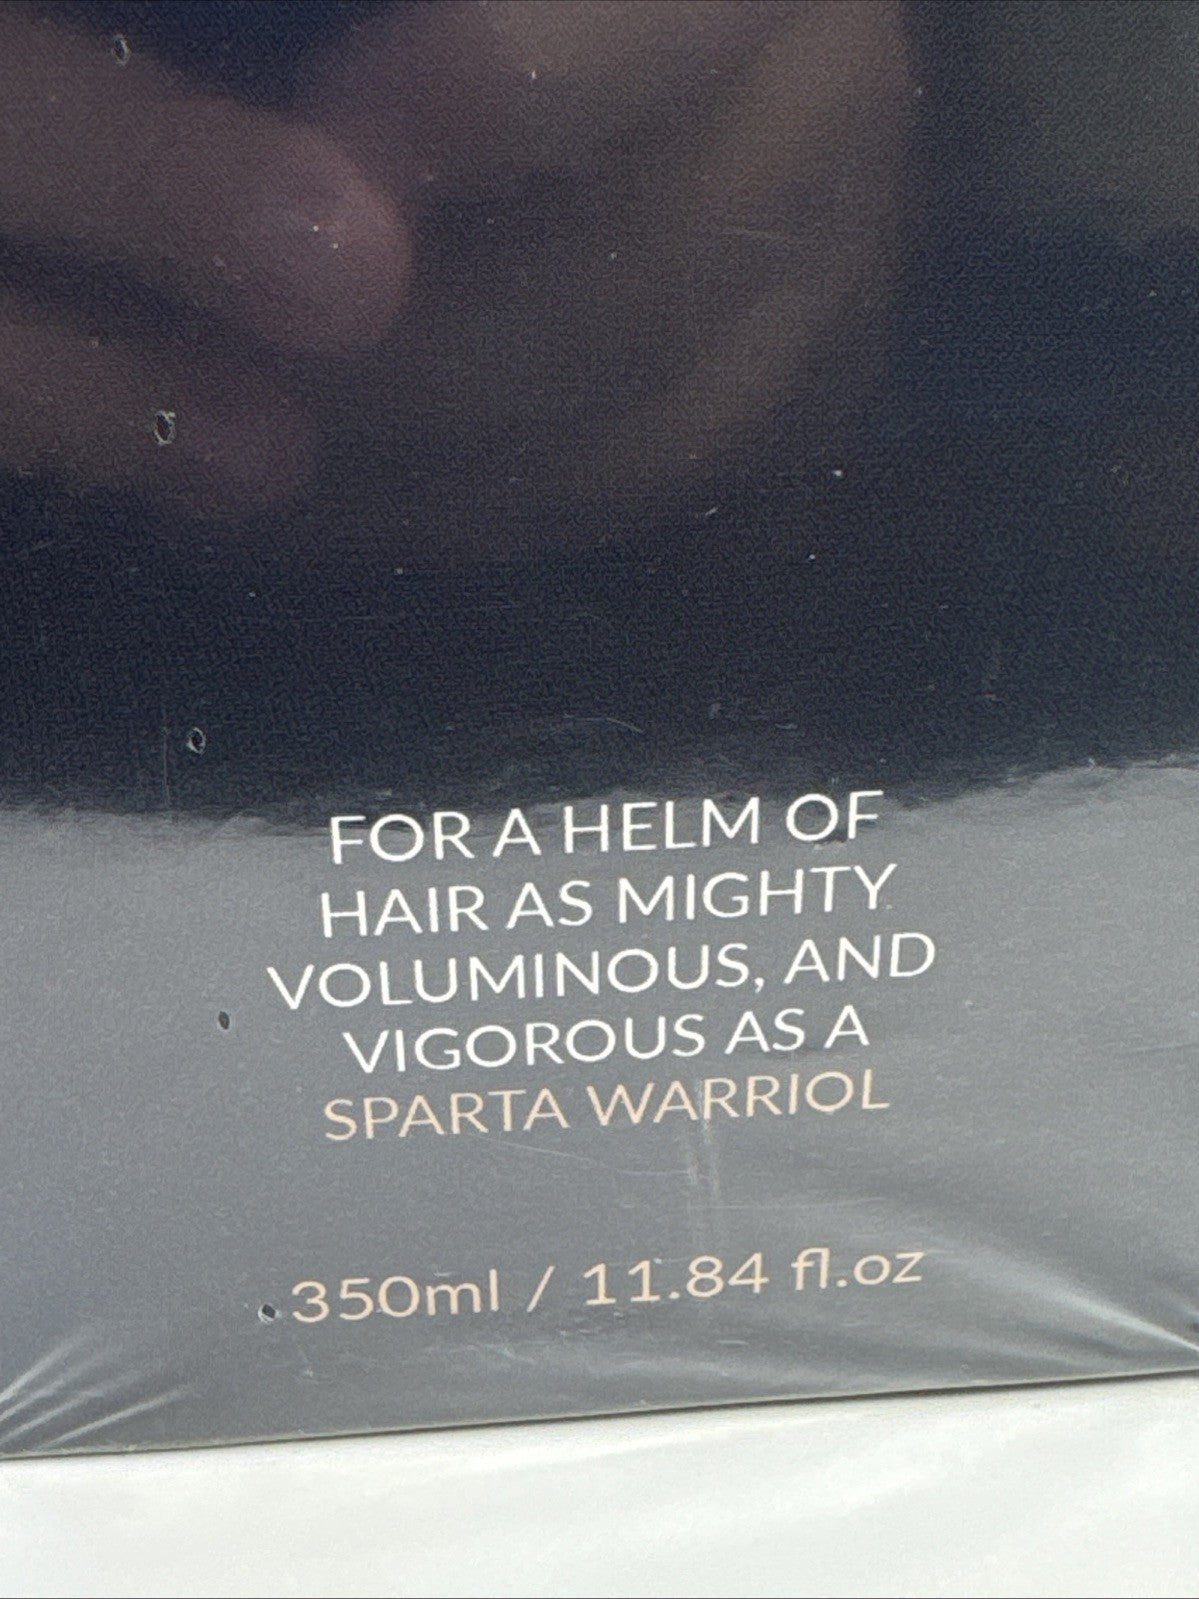 FOR A HELM OF
HAIR AS MIGHTY
VOLUMINOUS, AND
VIGOROUS AS A
SPARTA WARRIOL
350ml / 11.84 fl.oz